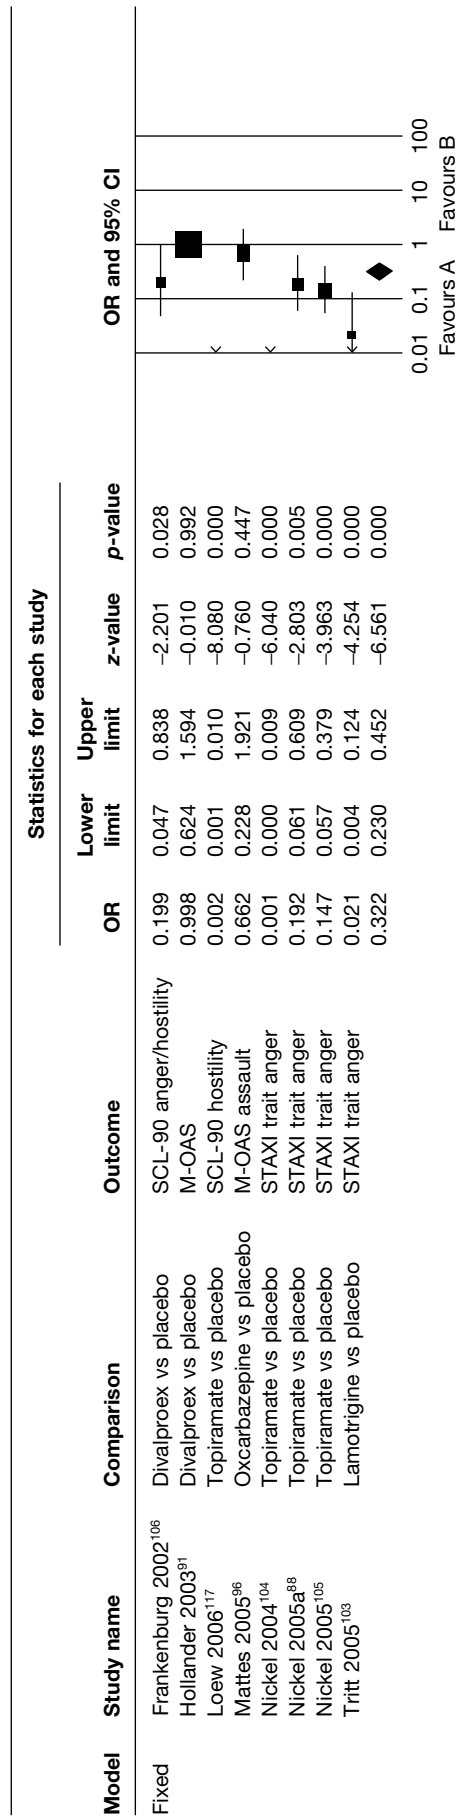 Statistics for each study
Model Study name Comparison Outcome OR Lower limit Upper limit z-value p-value OR and 95% CI
Fixed Frankenburg 2002106 Divalproex vs placebo SCL-90 anger/hostility 0.199 0.047 0.838 −2.201 0.028
Hollander 200391 Divalproex vs placebo M-OAS 0.998 0.624 1.594 −0.010 0.992
Loew 2006117 Topiramate vs placebo SCL-90 hostility 0.002 0.001 0.010 −8.080 0.000
Mattes 200596 Oxcarbazepine vs placebo M-OAS assault 0.662 0.228 1.921 −0.760 0.447
Nickel 2004104 Topiramate vs placebo STAXI trait anger 0.001 0.000 0.009 −6.040 0.000
Nickel 2005a88 Topiramate vs placebo STAXI trait anger 0.192 0.061 0.609 −2.803 0.005
Nickel 2005105 Topiramate vs placebo STAXI trait anger 0.147 0.057 0.379 −3.963 0.000
Tritt 2005103 Lamotrigine vs placebo STAXI trait anger 0.021 0.004 0.124 −4.254 0.000
0.322 0.230 0.452 −6.561 0.000
0.01 0.1 1 10 100
Favours A Favours B